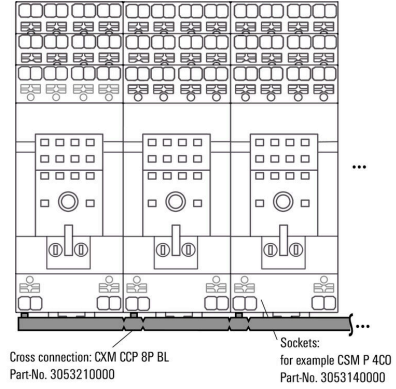 ...
...
Cross connection: CXM CCP 8P BL
Part-No. 3053210000
Sockets:
for example CSM P 4CO
Part-No. 3053140000